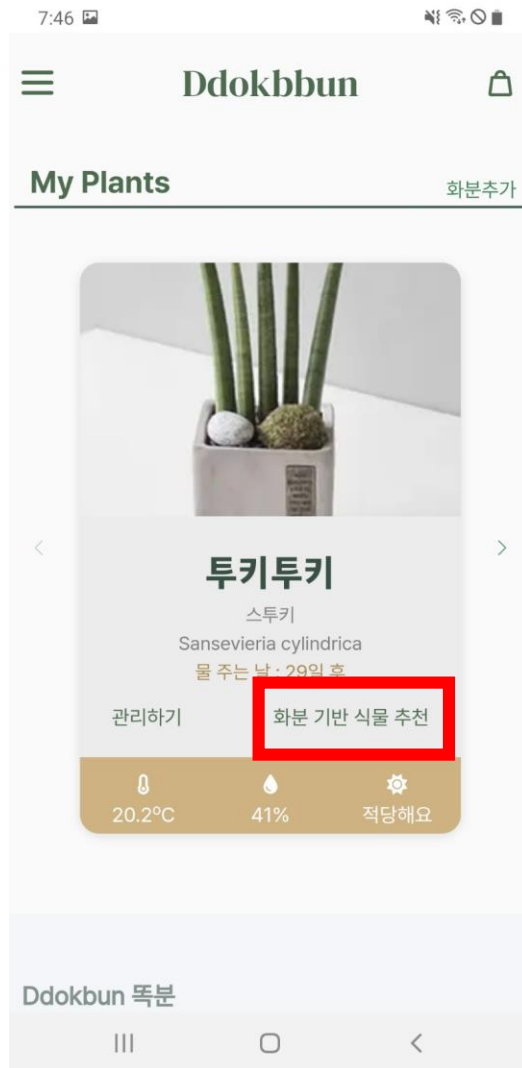 7:46
Ddokbbun
My Plants
화분추가
투키투키
스투키
Sansevieria cylindrica
물 주는 날 : 29일 후
관리하기
화분 기반 식물 추천
20.2°C
41%
적당해요
Ddokbun 똑분